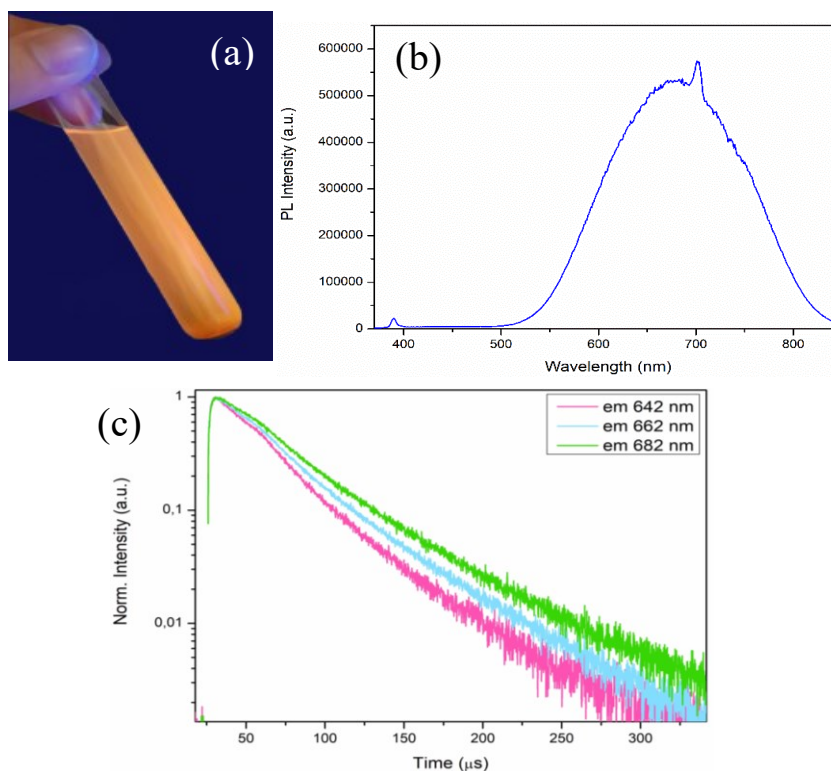 (a)
(b)
600000
500000
400000
300000
200000
100000
0
PL Intensity (a.u.)
400
500
600
700
800
Wavelength (nm)
(c)
em 642 nm
em 662 nm
em 682 nm
1
0,1
0,01
Norm. Intensity (a.u.)
50
100
150
200
250
300
Time (μs)